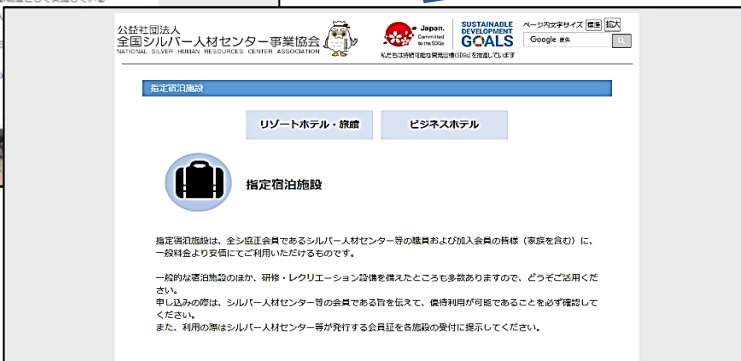 公益社団法人
全国シルバー人材センター事業協会
NATIONAL SILVER HUMAN RESOURCES CENTER ASSOCIATION
Japan.
Committed
to the SDGs
SUSTAINABLE
DEVELOPMENT
GOALS
私たちは持続可能な開発目標(SDGs)を推進しています
ページ内文字サイズ 標準 拡大
Google 検索
指定宿泊施設
リゾートホテル・旅館 ビジネスホテル
指定宿泊施設
指定宿泊施設は、全シ協正会員であるシルバー人材センター等の職員および加入会員の皆様（家族を含む）に、
一般料金より安価にてご利用いただけるものです。
一般的な宿泊施設のほか、研修・レクリエーション設備を備えたところも多数ありますので、どうぞご活用くだ
さい。
申し込みの際は、シルバー人材センター等の会員である旨を伝えて、優待利用が可能であることを必ず確認して
ください。
また、利用の際はシルバー人材センター等が発行する会員証を各施設の受付に提示してください。